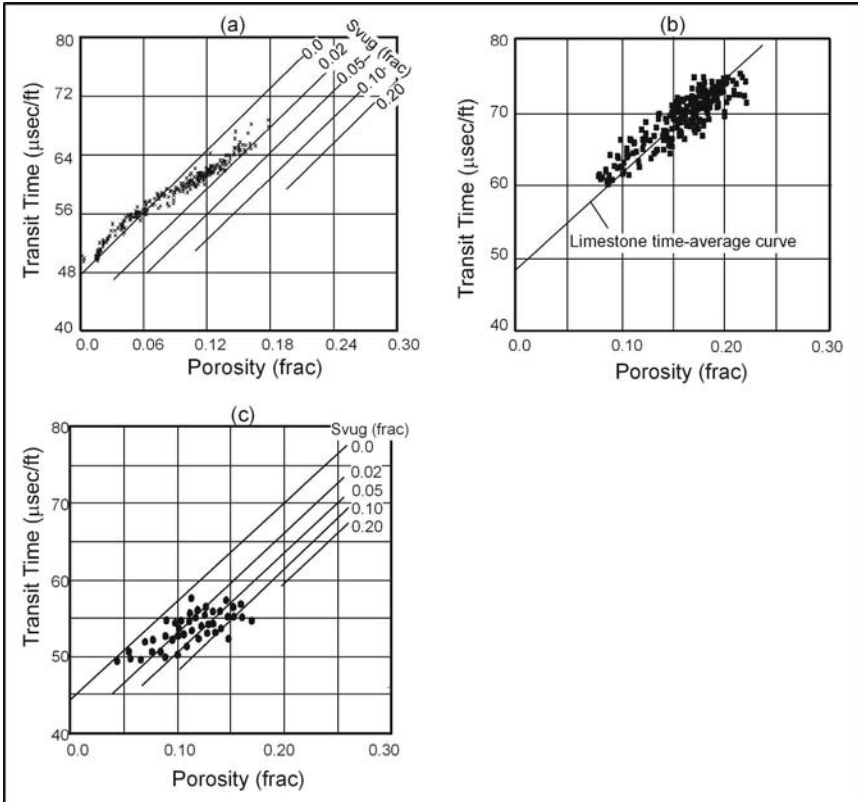 (a)
Transit Time (μsec/ft)
80
72
64
56
48
40
Svug (frac)
0.0
0.02
0.05
0.10
0.20
0.0 0.06 0.12 0.18 0.24 0.30
Porosity (frac)
(b)
Transit Time (μsec/ft)
80
70
60
50
40
Limestone time-average curve
0.0 0.10 0.20 0.30
Porosity (frac)
(c)
Transit Time (μsec/ft)
80
70
60
50
40
Svug (frac)
0.0
0.02
0.05
0.10
0.20
0.0 0.10 0.20 0.30
Porosity (frac)